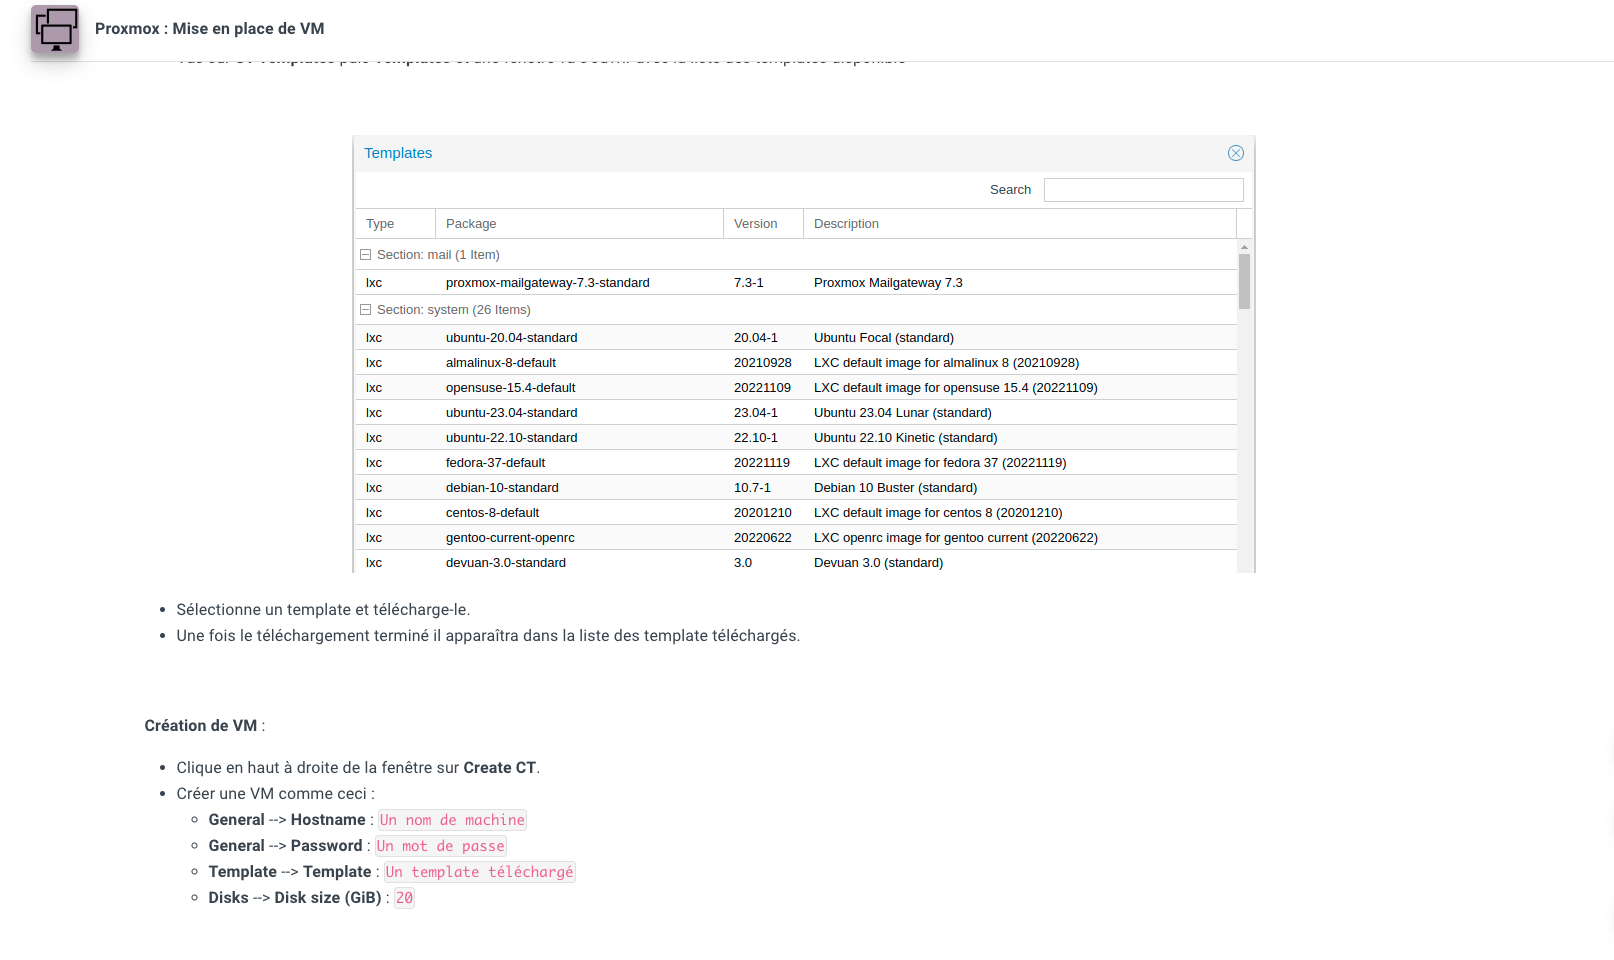 Proxmox : Mise en place de VM
Templates
Search
Type Package Version Description
Section: mail (1 Item)
lxc proxmox-mailgateway-7.3-standard 7.3-1 Proxmox Mailgateway 7.3
Section: system (26 Items)
lxc ubuntu-20.04-standard 20.04-1 Ubuntu Focal (standard)
lxc almalinux-8-default 20210928 LXC default image for almalinux 8 (20210928)
lxc opensuse-15.4-default 20221109 LXC default image for opensuse 15.4 (20221109)
lxc ubuntu-23.04-standard 23.04-1 Ubuntu 23.04 Lunar (standard)
lxc ubuntu-22.10-standard 22.10-1 Ubuntu 22.10 Kinetic (standard)
lxc fedora-37-default 20221119 LXC default image for fedora 37 (20221119)
lxc debian-10-standard 10.7-1 Debian 10 Buster (standard)
lxc centos-8-default 20201210 LXC default image for centos 8 (20201210)
lxc gentoo-current-openrc 20220622 LXC openrc image for gentoo current (20220622)
lxc devuan-3.0-standard 3.0 Devuan 3.0 (standard)
• Sélectionne un template et télécharge-le.
• Une fois le téléchargement terminé il apparaîtra dans la liste des template téléchargés.
Création de VM :
• Clique en haut à droite de la fenêtre sur Create CT.
• Créer une VM comme ceci :
◦ General --> Hostname : Un nom de machine
◦ General --> Password : Un mot de passe
◦ Template --> Template : Un template téléchargé
◦ Disks --> Disk size (GiB) : 20